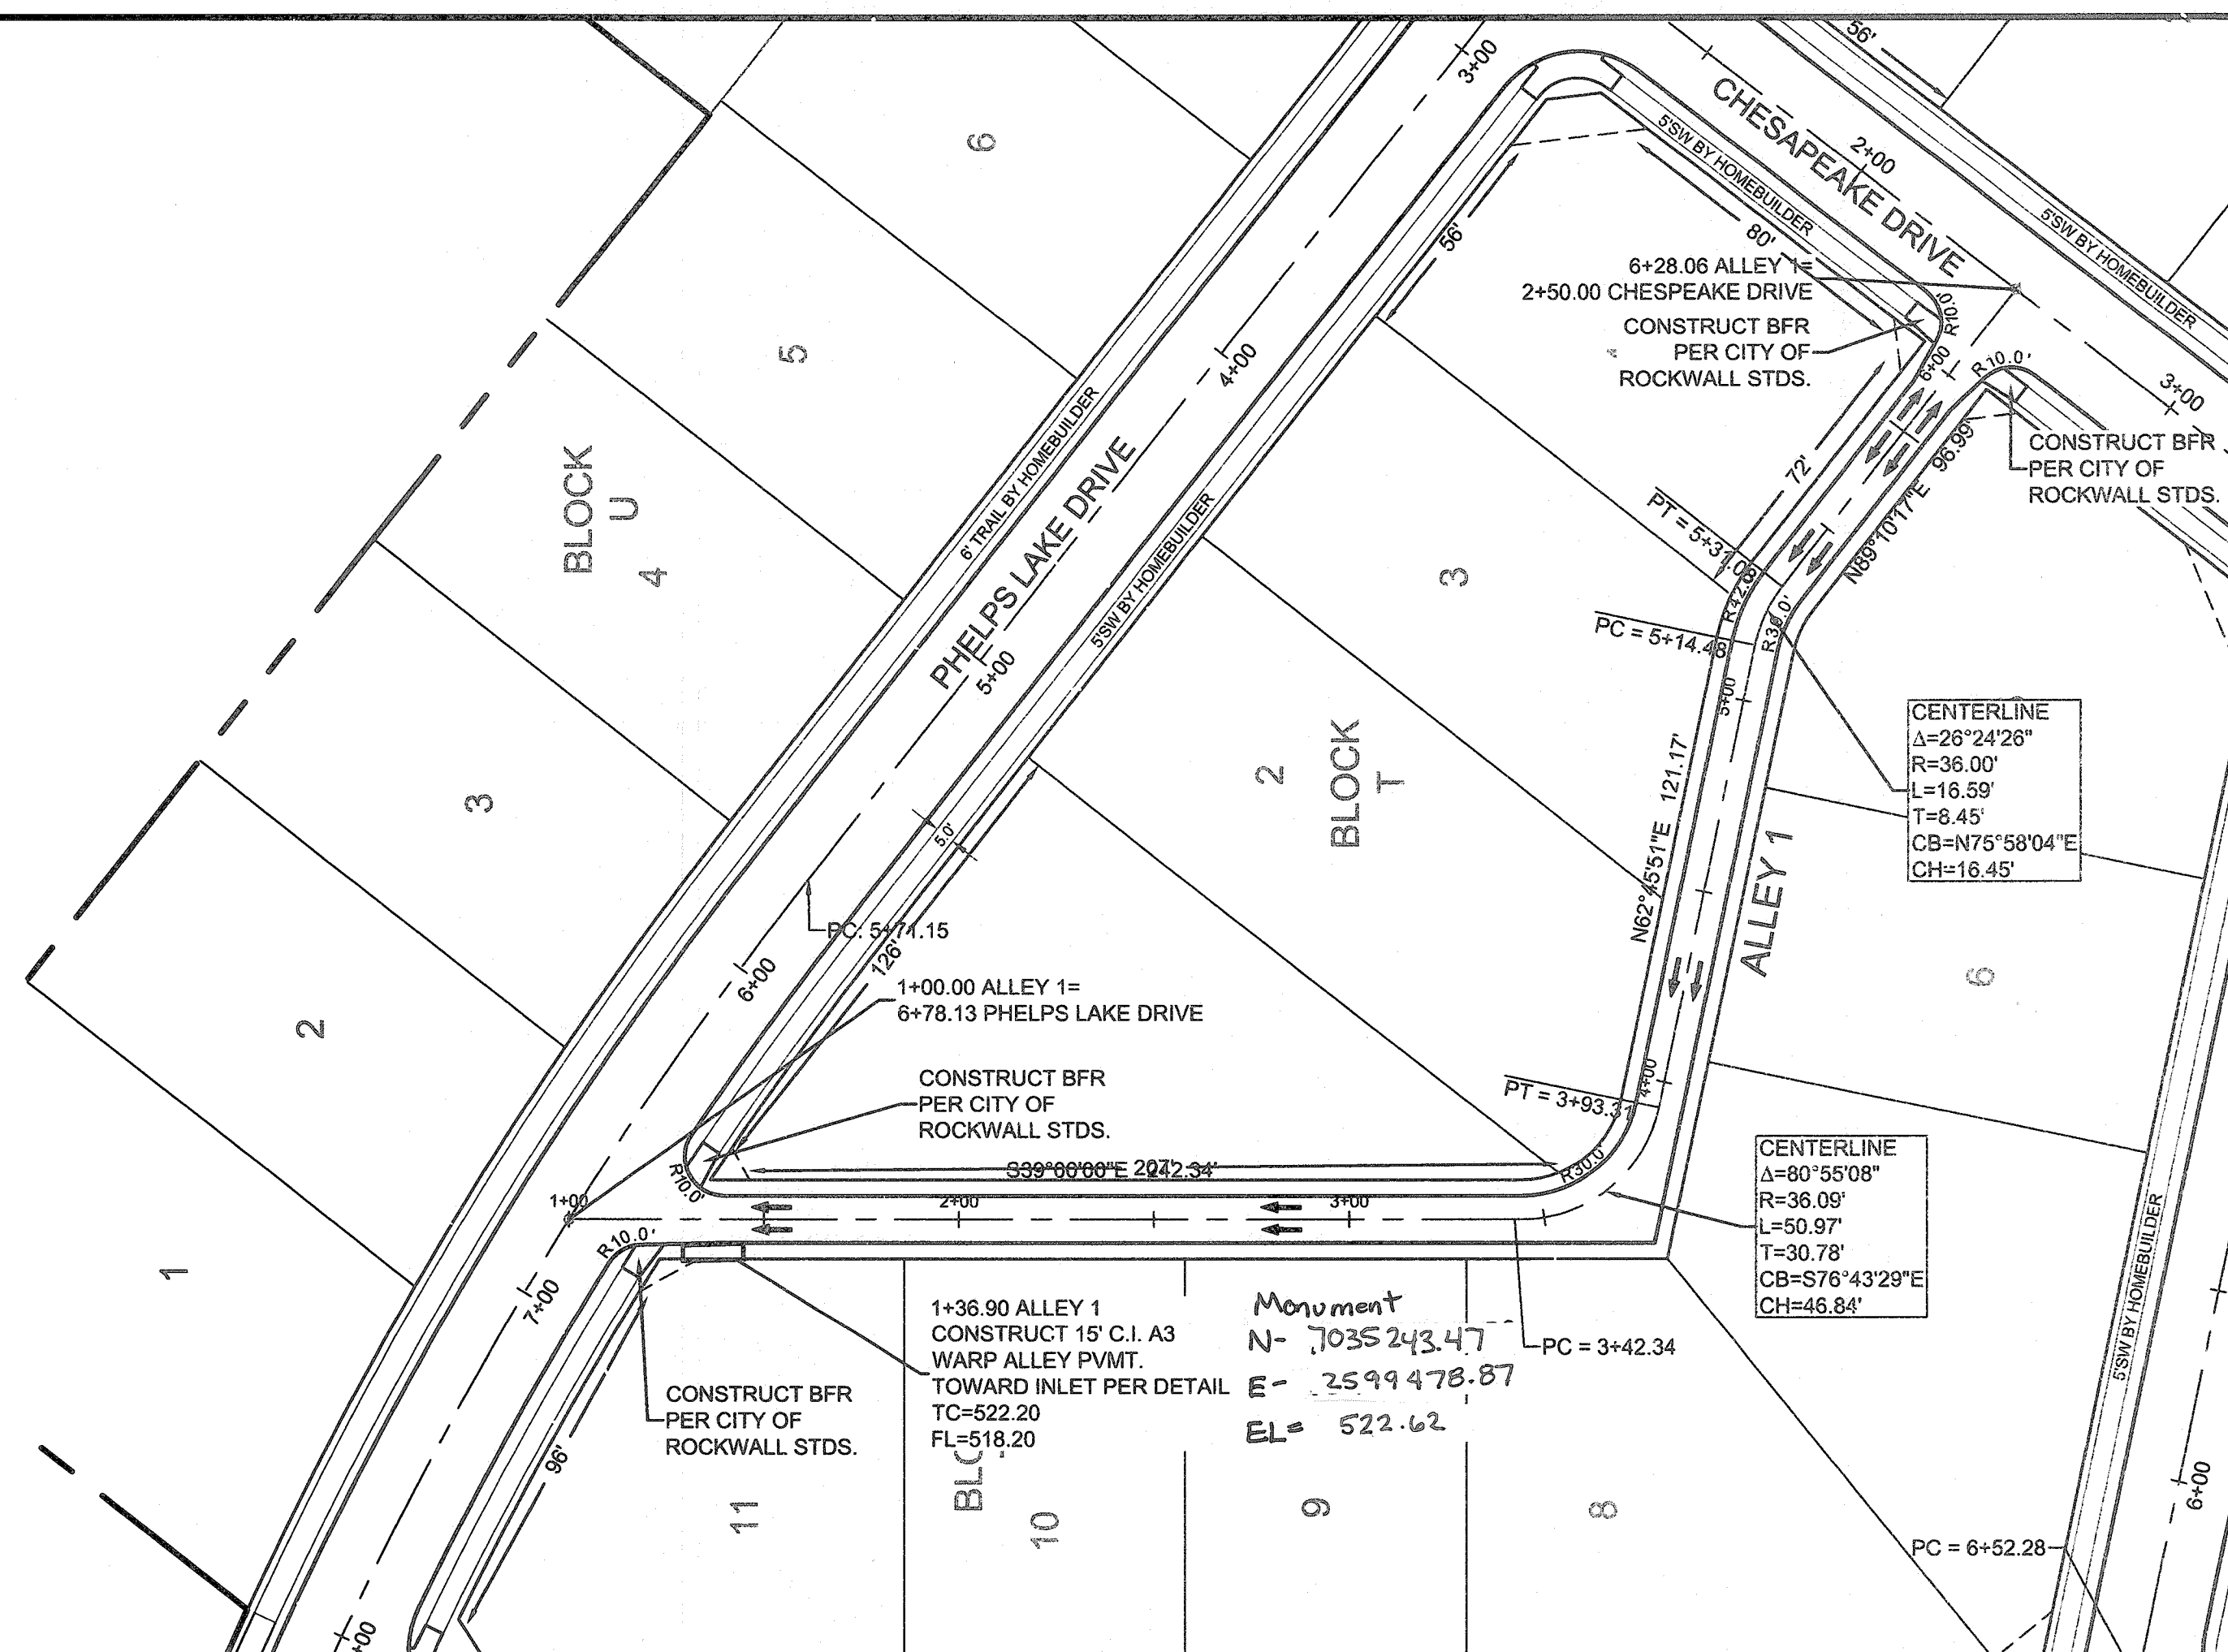 56'
3+00
CHESAPEAKE DRIVE
2+00
5'SW BY HOMEBUILDER
5'SW BY HOMEBUILDER
6
56'
80'
6+28.06 ALLEY 1=
2+50.00 CHESPEAKE DRIVE
R10.0'
CONSTRUCT BFR
PER CITY OF
ROCKWALL STDS.
5
4+00
6+00
R10.0'
3+00
CONSTRUCT BFR
PER CITY OF
ROCKWALL STDS.
6' TRAIL BY HOMEBUILDER
PHELPS LAKE DRIVE
5'SW BY HOMEBUILDER
72'
N89°10'17"E 96.99'
BLOCK
U
4
3
PT = 5+31.08
R42.0'
R30.0'
PC = 5+14.48
5+00
5+00
CENTERLINE
Δ=26°24'26"
R=36.00'
L=16.59'
T=8.45'
CB=N75°58'04"E
CH=16.45'
3
2
BLOCK
T
N62°45'51"E 121.17'
5.0'
ALLEY 1
PC: 5+71.15
126'
6+00
6
1+00.00 ALLEY 1=
6+78.13 PHELPS LAKE DRIVE
2
CONSTRUCT BFR
PER CITY OF
ROCKWALL STDS.
4+00
PT = 3+93.31
S39°00'00"E 242.34'
207'
R30.0'
R10.0'
1+00
2+00
3+00
CENTERLINE
Δ=80°55'08"
R=36.09'
L=50.97'
T=30.78'
CB=S76°43'29"E
CH=46.84'
R10.0'
1
7+00
1+36.90 ALLEY 1
CONSTRUCT 15' C.I. A3
WARP ALLEY PVMT.
TOWARD INLET PER DETAIL
TC=522.20
FL=518.20
Monument
N- 7035243.47
E- 2599478.87
EL= 522.62
PC = 3+42.34
5'SW BY HOMEBUILDER
CONSTRUCT BFR
PER CITY OF
ROCKWALL STDS.
96'
11
10
9
8
6+00
PC = 6+52.28